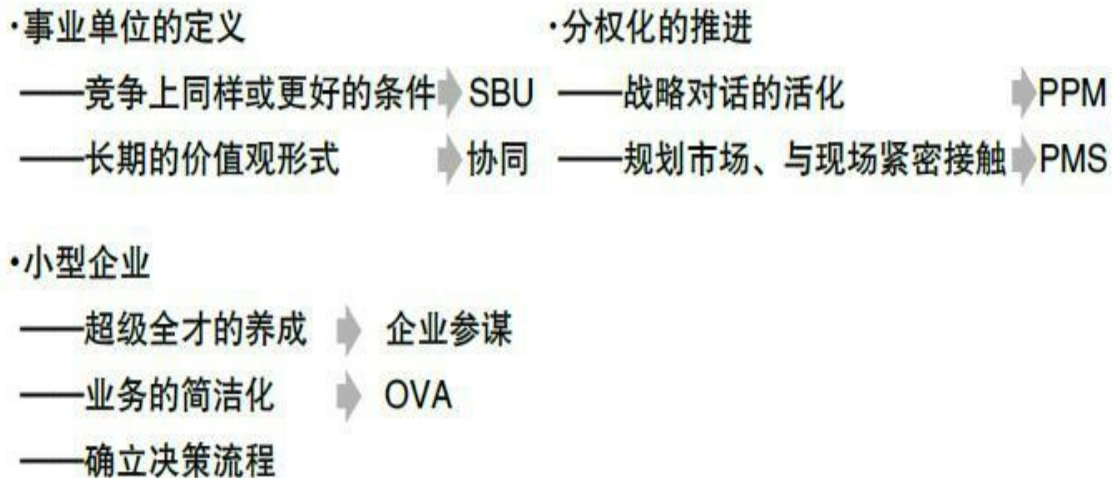 ·事业单位的定义
——竞争上同样或更好的条件 SBU
——长期的价值观形式 协同
·分权化的推进
——战略对话的活化 PPM
——规划市场、与现场紧密接触 PMS
·小型企业
——超级全才的养成 企业参谋
——业务的简洁化 OVA
——确立决策流程